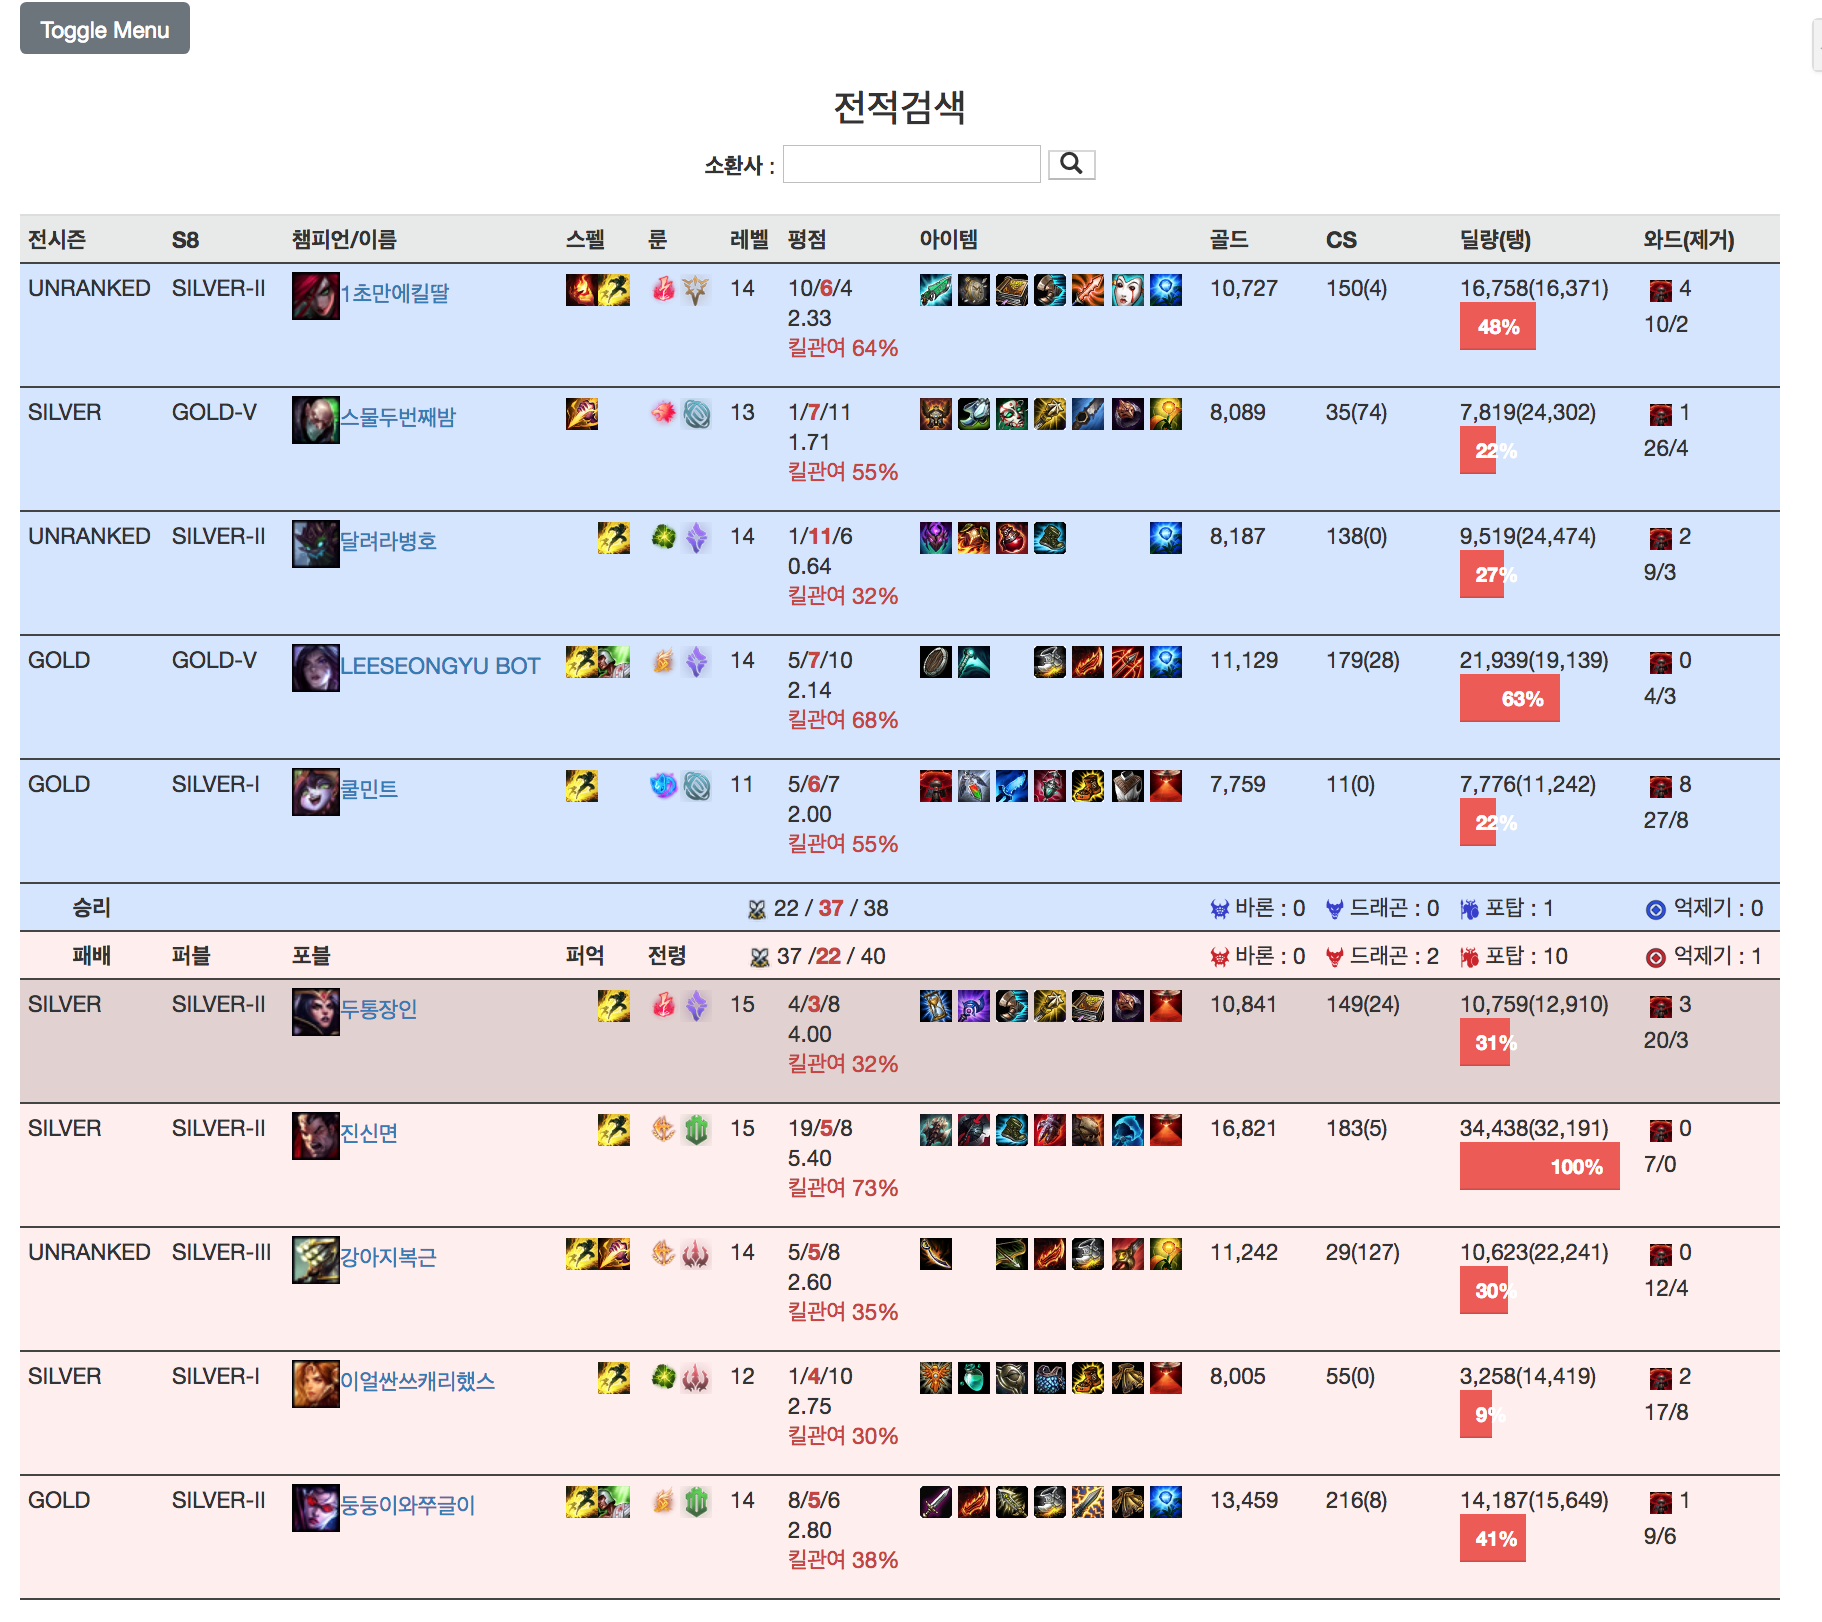 Toggle Menu
전적검색
소환사 :
전시즌 S8 챔피언/이름 스펠 룬 레벨 평점 아이템 골드 CS 딜량(탱) 와드(제거)
UNRANKED SILVER-II 1초만에킬딸 14 10/6/4 10,727 150(4) 16,758(16,371) 4
2.33 48% 10/2
킬관여 64%
SILVER GOLD-V 스물두번째밤 13 1/7/11 8,089 35(74) 7,819(24,302) 1
1.71 22% 26/4
킬관여 55%
UNRANKED SILVER-II 달려라병호 14 1/11/6 8,187 138(0) 9,519(24,474) 2
0.64 27% 9/3
킬관여 32%
GOLD GOLD-V LEESEONGYU BOT 14 5/7/10 11,129 179(28) 21,939(19,139) 0
2.14 63% 4/3
킬관여 68%
GOLD SILVER-I 쿨민트 11 5/6/7 7,759 11(0) 7,776(11,242) 8
2.00 22% 27/8
킬관여 55%
승리 22 / 37 / 38 바론 : 0 드래곤 : 0 포탑 : 1 억제기 : 0
패배 퍼블 포블 퍼억 전령 37 /22 / 40 바론 : 0 드래곤 : 2 포탑 : 10 억제기 : 1
SILVER SILVER-II 두통장인 15 4/3/8 10,841 149(24) 10,759(12,910) 3
4.00 31% 20/3
킬관여 32%
SILVER SILVER-II 진신면 15 19/5/8 16,821 183(5) 34,438(32,191) 0
5.40 100% 7/0
킬관여 73%
UNRANKED SILVER-III 강아지복근 14 5/5/8 11,242 29(127) 10,623(22,241) 0
2.60 30% 12/4
킬관여 35%
SILVER SILVER-I 이얼싼쓰캐리했스 12 1/4/10 8,005 55(0) 3,258(14,419) 2
2.75 9% 17/8
킬관여 30%
GOLD SILVER-II 둥둥이와쭈글이 14 8/5/6 13,459 216(8) 14,187(15,649) 1
2.80 41% 9/6
킬관여 38%